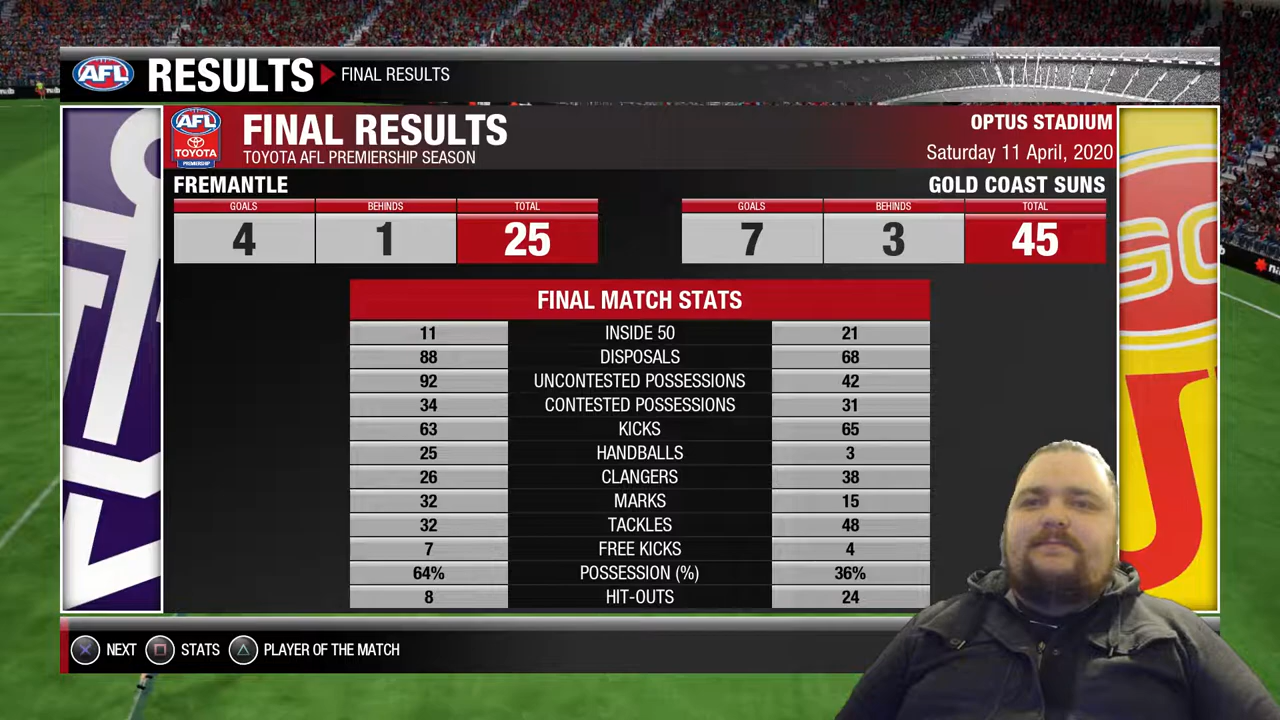 AFL RESULTS FINAL RESULTS
AFL
TOYOTA
PREMIERSHIP
FINAL RESULTS
TOYOTA AFL PREMIERSHIP SEASON
OPTUS STADIUM
Saturday 11 April, 2020
FREMANTLE
GOLD COAST SUNS
GOALS BEHINDS TOTAL
4 1 25
GOALS BEHINDS TOTAL
7 3 45
FINAL MATCH STATS
11 INSIDE 50 21
88 DISPOSALS 68
92 UNCONTESTED POSSESSIONS 42
34 CONTESTED POSSESSIONS 31
63 KICKS 65
25 HANDBALLS 3
26 CLANGERS 38
32 MARKS 15
32 TACKLES 48
7 FREE KICKS 4
64% POSSESSION (%) 36%
8 HIT-OUTS 24
NEXT STATS PLAYER OF THE MATCH